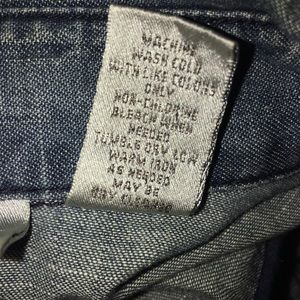 MACHINE
WASH COLD
WITH LIKE COLORS
ONLY
NON-CHLORINE
BLEACH WHEN
NEEDED
TUMBLE DRY LOW
WARM IRON
AS NEEDED
MAY BE
DRY CLEANED